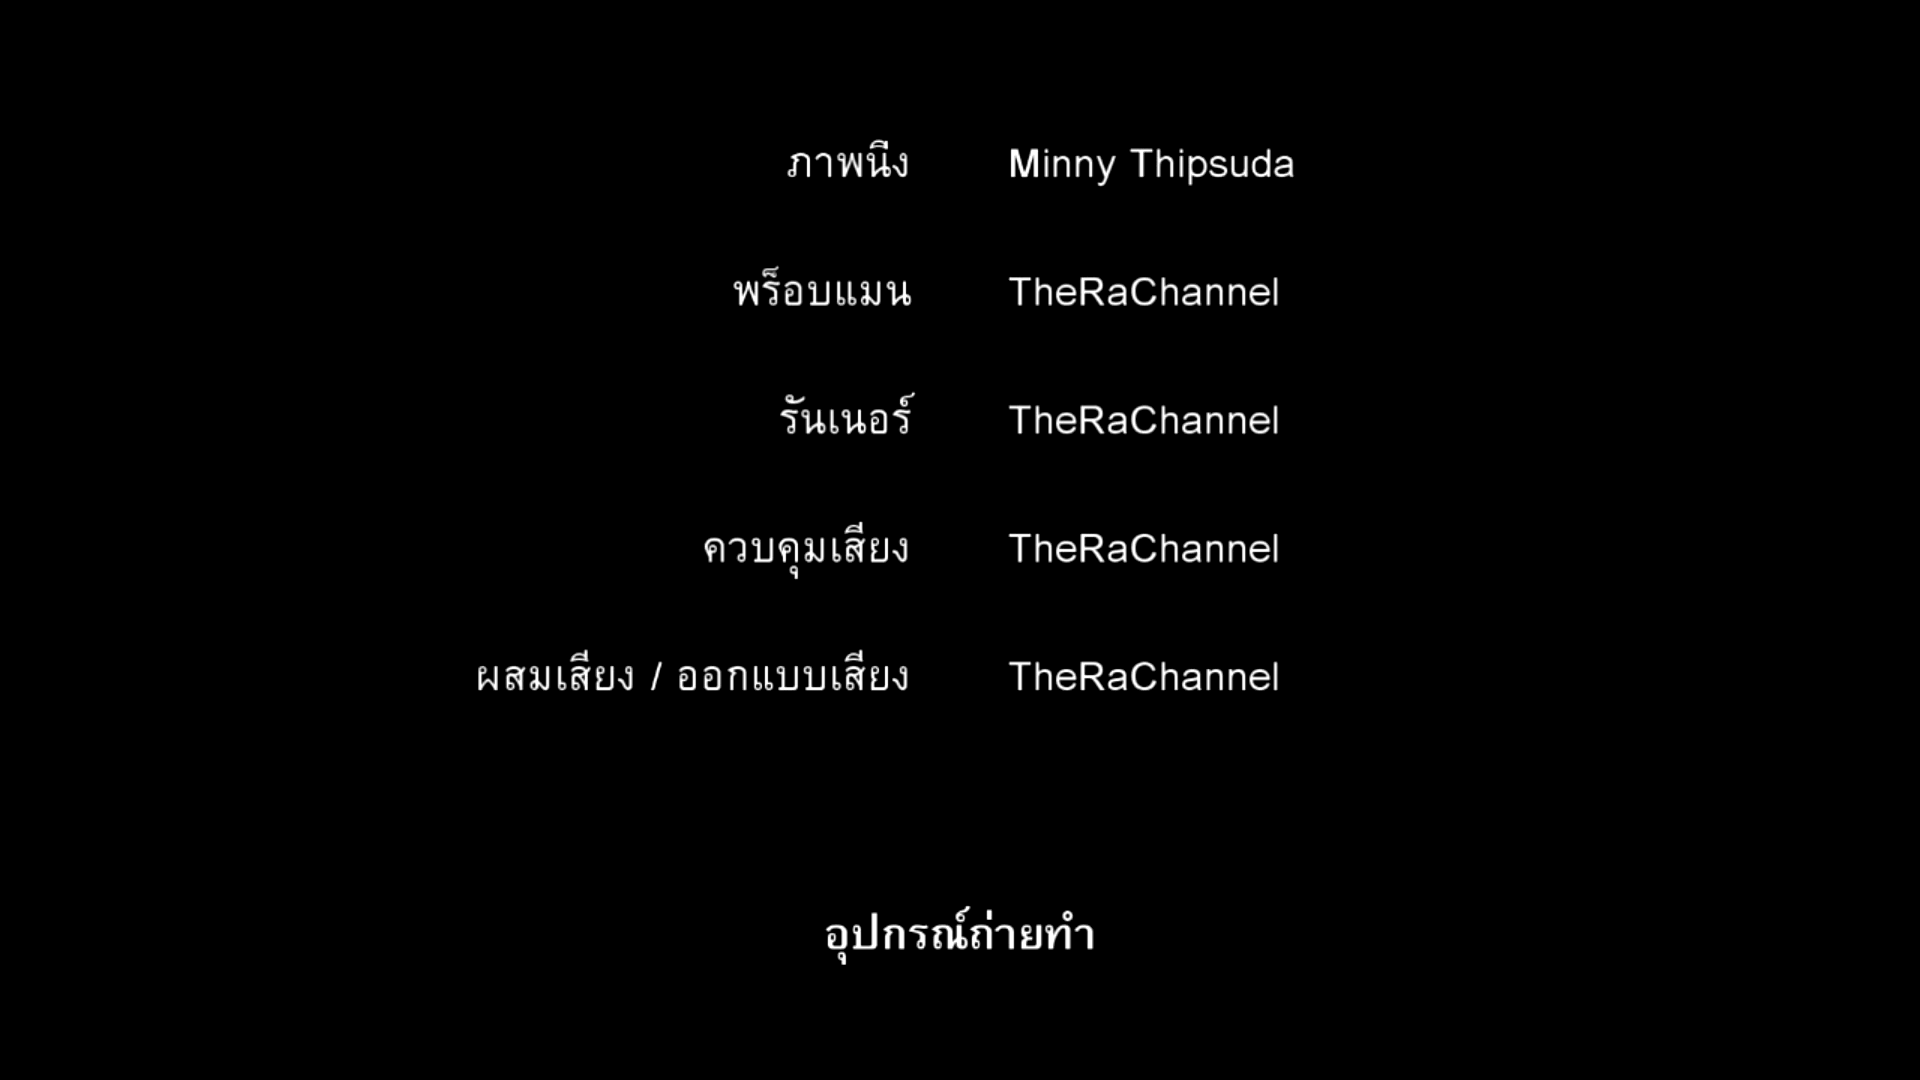 ภาพนึง Minny Thipsuda
พร็อบแมน TheRaChannel
รันเนอร์ TheRaChannel
ควบคุมเสียง TheRaChannel
ผสมเสียง / ออกแบบเสียง TheRaChannel
อุปกรณ์ถ่ายทำ